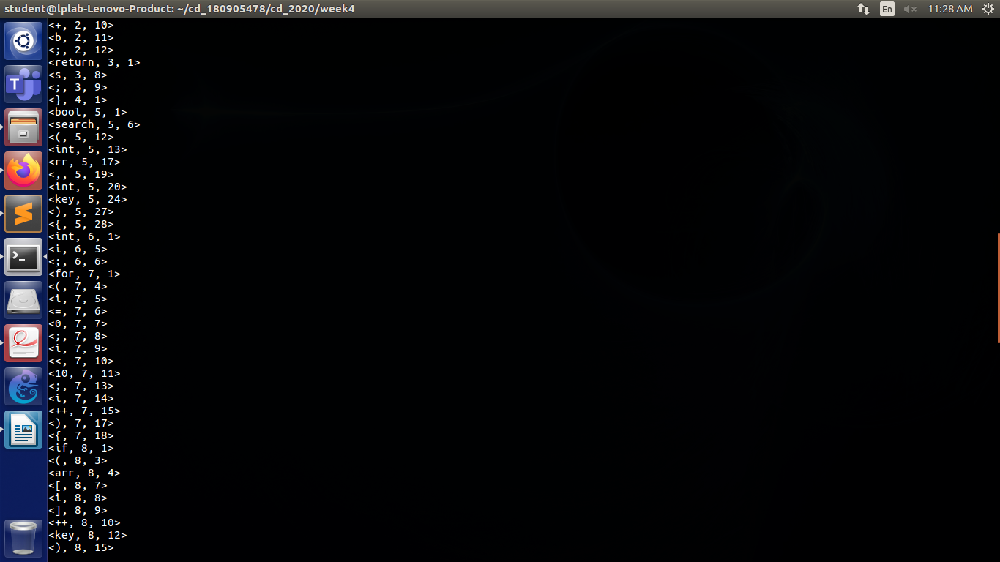 student@lplab-Lenovo-Product: ~/cd_180905478/cd_2020/week4
En
11:28 AM
<+, 2, 10>
<b, 2, 11>
<;, 2, 12>
<return, 3, 1>
<s, 3, 8>
<;, 3, 9>
<}, 4, 1>
<bool, 5, 1>
<search, 5, 6>
<(, 5, 12>
<int, 5, 13>
<rr, 5, 17>
<,, 5, 19>
<int, 5, 20>
<key, 5, 24>
<), 5, 27>
<{, 5, 28>
<int, 6, 1>
<i, 6, 5>
<;, 6, 6>
<for, 7, 1>
<(, 7, 4>
<i, 7, 5>
<=, 7, 6>
<0, 7, 7>
<;, 7, 8>
<i, 7, 9>
<<, 7, 10>
<10, 7, 11>
<;, 7, 13>
<i, 7, 14>
<++, 7, 15>
<), 7, 17>
<{, 7, 18>
<if, 8, 1>
<(, 8, 3>
<arr, 8, 4>
<[, 8, 7>
<i, 8, 8>
<], 8, 9>
<++, 8, 10>
<key, 8, 12>
<), 8, 15>